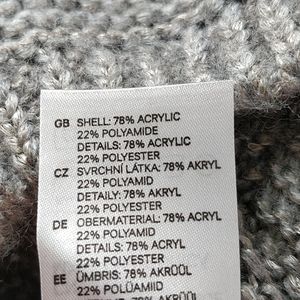 GB SHELL: 78% ACRYLIC
22% POLYAMIDE
DETAILS: 78% ACRYLIC
22% POLYESTER
CZ SVRCHNÍ LÁTKA: 78% AKRYL
22% POLYAMID
DETAILY: 78% AKRYL
22% POLYESTER
DE OBERMATERIAL: 78% ACRYL
22% POLYAMID
DETAILS: 78% ACRYL
22% POLYESTER
EE ÜMBRIS: 78% AKRÜÜL
22% POLÜAMIID